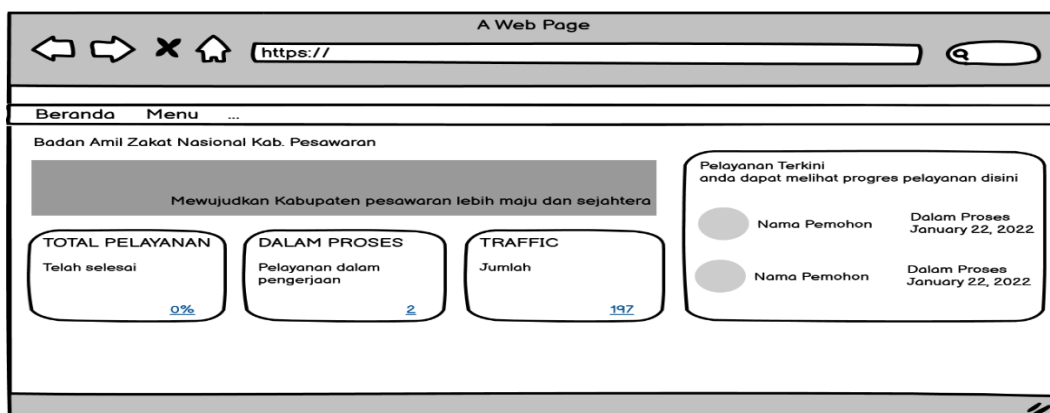 A Web Page
https://
Beranda Menu ...
Badan Amil Zakat Nasional Kab. Pesawaran
Mewujudkan Kabupaten pesawaran lebih maju dan sejahtera
TOTAL PELAYANAN
Telah selesai
0%
DALAM PROSES
Pelayanan dalam
pengerjaan
2
TRAFFIC
Jumlah
197
Pelayanan Terkini
anda dapat melihat progres pelayanan disini
Nama Pemohon
Dalam Proses
January 22, 2022
Nama Pemohon
Dalam Proses
January 22, 2022